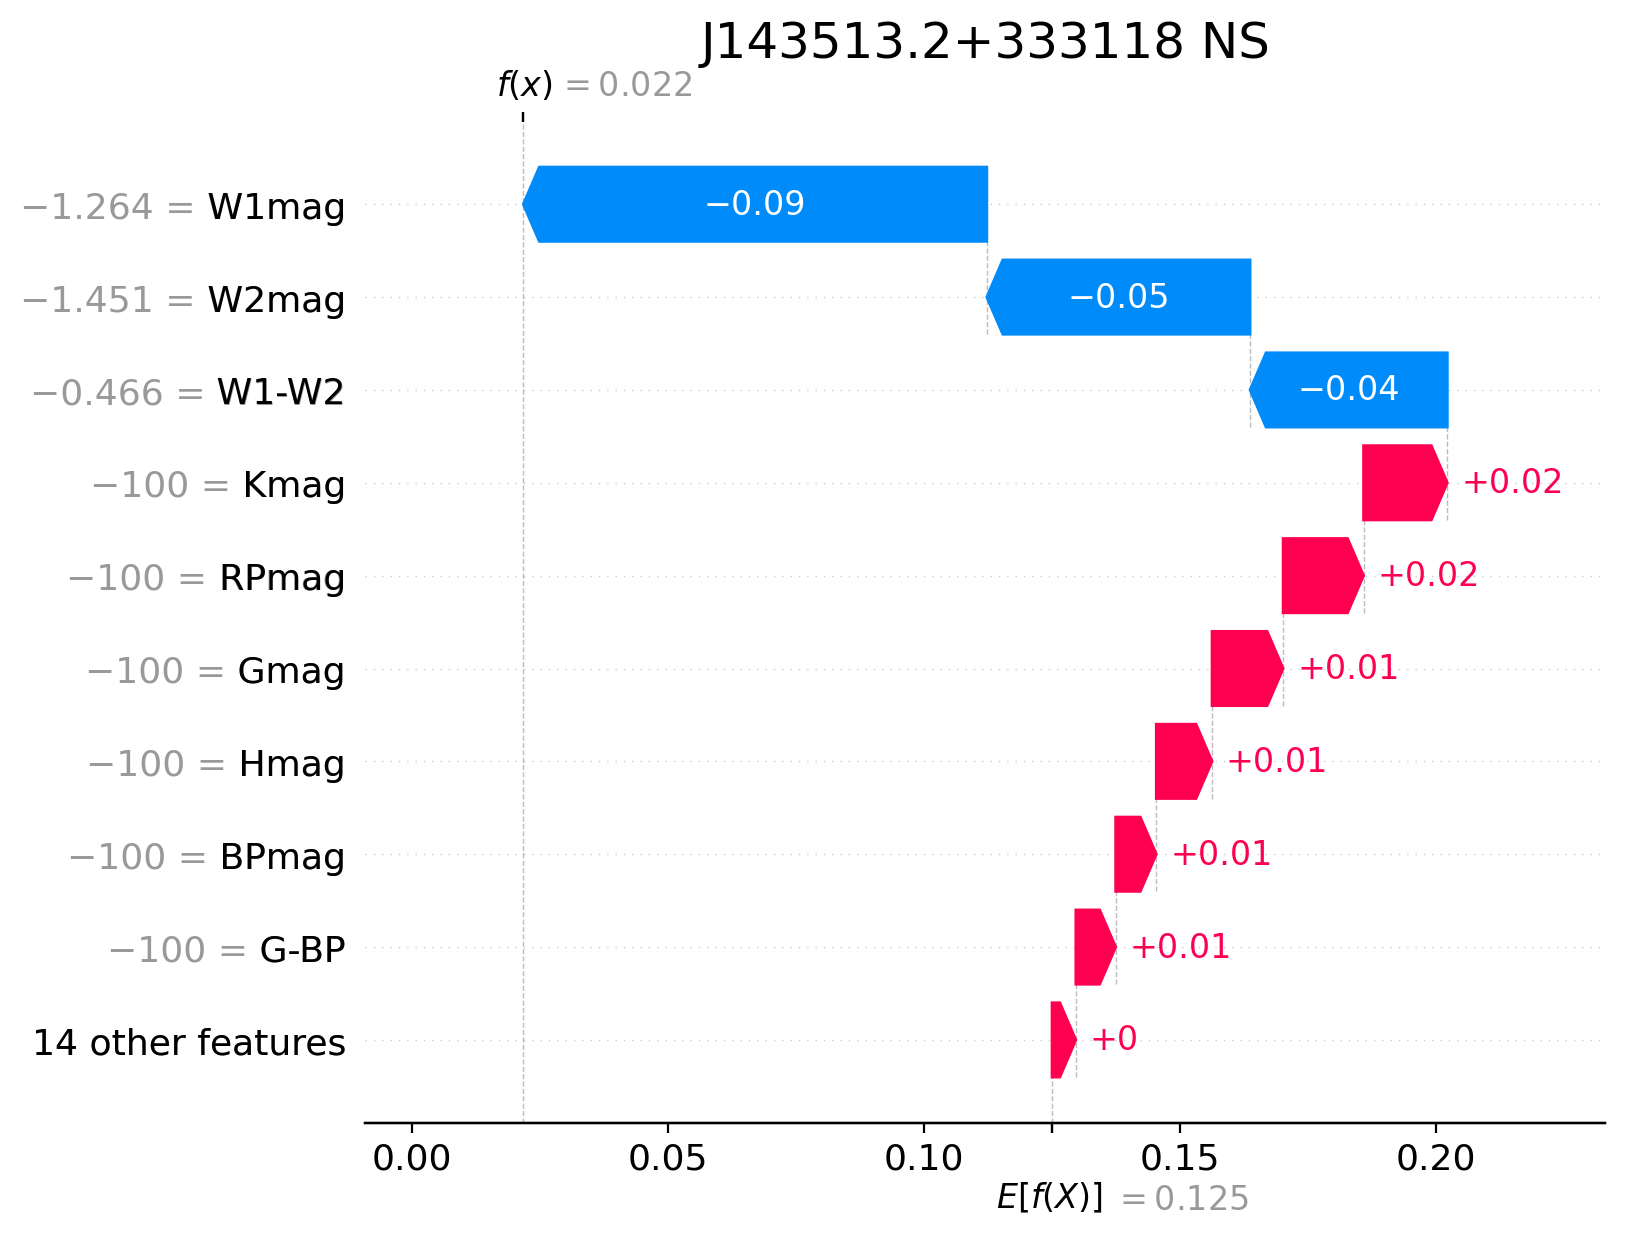 J143513.2+333118 NS
f(x) = 0.022
−1.264 = W1mag
−0.09
−1.451 = W2mag
−0.05
−0.466 = W1-W2
−0.04
−100 = Kmag
+0.02
−100 = RPmag
+0.02
−100 = Gmag
+0.01
−100 = Hmag
+0.01
−100 = BPmag
+0.01
−100 = G-BP
+0.01
14 other features
+0
0.00 0.05 0.10 0.15 0.20
E[f(X)] = 0.125